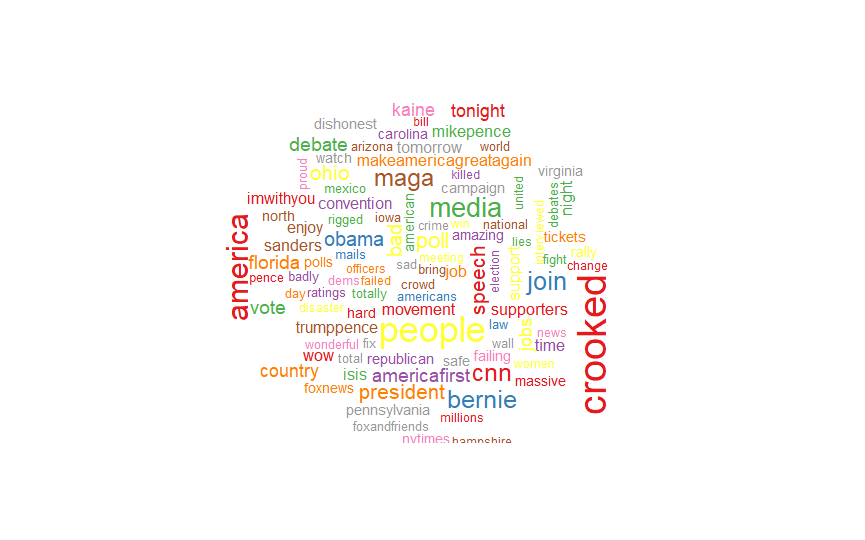 kaine tonight
bill
dishonest
carolina mikepence
debate arizona tomorrow world
watch makeamericagreatagain
proud ohio killed virginia
mexico maga campaign united debates night
imwithyou convention american media
north rigged iowa crime win national interviewed
enjoy obama bad poll amazing lies tickets
sanders mails meeting election support rally
america florida polls officers sad bring job speech fight change
pence badly dems failed crowd join crooked
day ratings totally americans
vote disaster hard movement supporters
trumppence people law jobs news
wonderful fix wall time
wow total republican safe failing women
country isis americafirst cnn massive
foxnews president bernie
pennsylvania millions
foxandfriends
nytimes hampshire